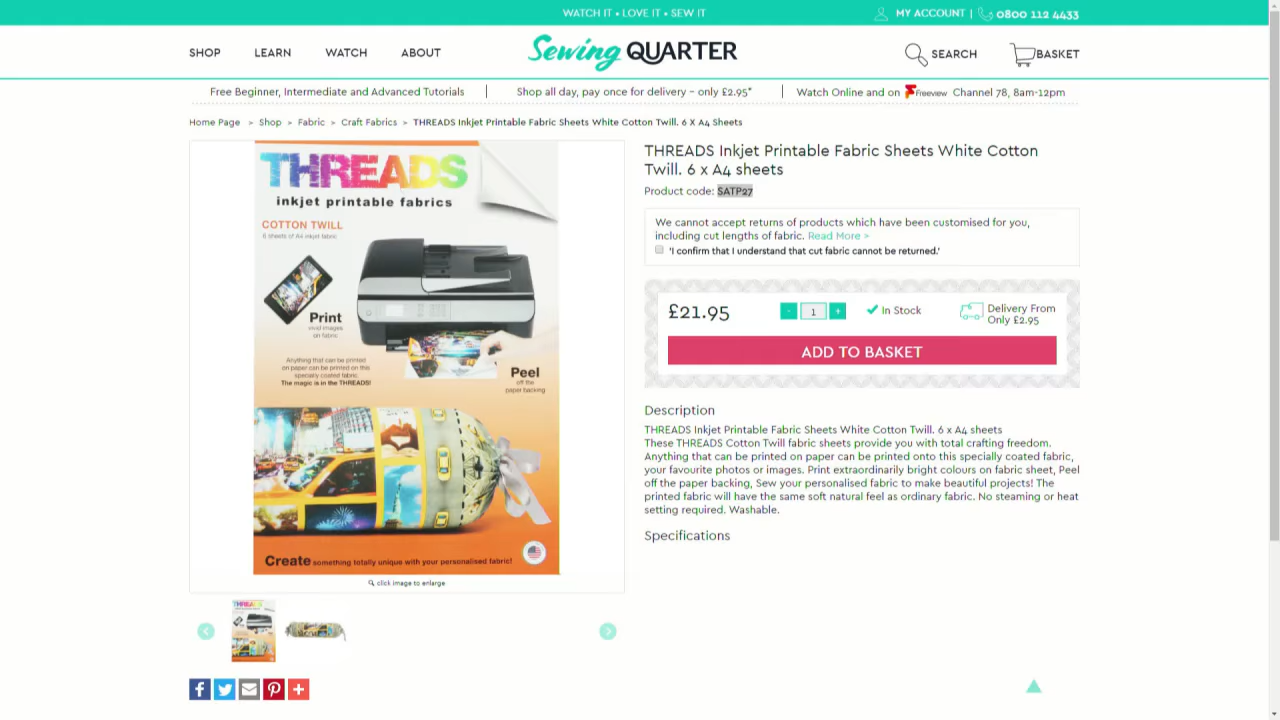 WATCH IT • LOVE IT • SEW IT
MY ACCOUNT | 0800 112 4433
SHOP LEARN WATCH ABOUT
Sewing QUARTER
SEARCH BASKET
Free Beginner, Intermediate and Advanced Tutorials | Shop all day, pay once for delivery - only £2.95* | Watch Online and on Freeview Channel 78, 8am-12pm
Home Page > Shop > Fabric > Craft Fabrics > THREADS Inkjet Printable Fabric Sheets White Cotton Twill. 6 X A4 Sheets
THREADS
inkjet printable fabrics
COTTON TWILL
6 sheets of A4 inkjet fabric
Print
vivid images
on fabric
Anything that can be printed
on paper can be printed on this
specially coated fabric.
The magic is in the THREADS!
Peel
off the
paper backing
Washable
Create something totally unique with your personalised fabric!
click image to enlarge
THREADS Inkjet Printable Fabric Sheets White Cotton
Twill. 6 x A4 sheets
Product code: SATP27
We cannot accept returns of products which have been customised for you,
including cut lengths of fabric. Read More >
'I confirm that I understand that cut fabric cannot be returned.'
£21.95 - 1 + In Stock Delivery From
Only £2.95
ADD TO BASKET
Description
THREADS Inkjet Printable Fabric Sheets White Cotton Twill. 6 x A4 sheets
These THREADS Cotton Twill fabric sheets provide you with total crafting freedom.
Anything that can be printed on paper can be printed onto this specially coated fabric,
your favourite photos or images. Print extraordinarily bright colours on fabric sheet, Peel
off the paper backing, Sew your personalised fabric to make beautiful projects! The
printed fabric will have the same soft natural feel as ordinary fabric. No steaming or heat
setting required. Washable.
Specifications